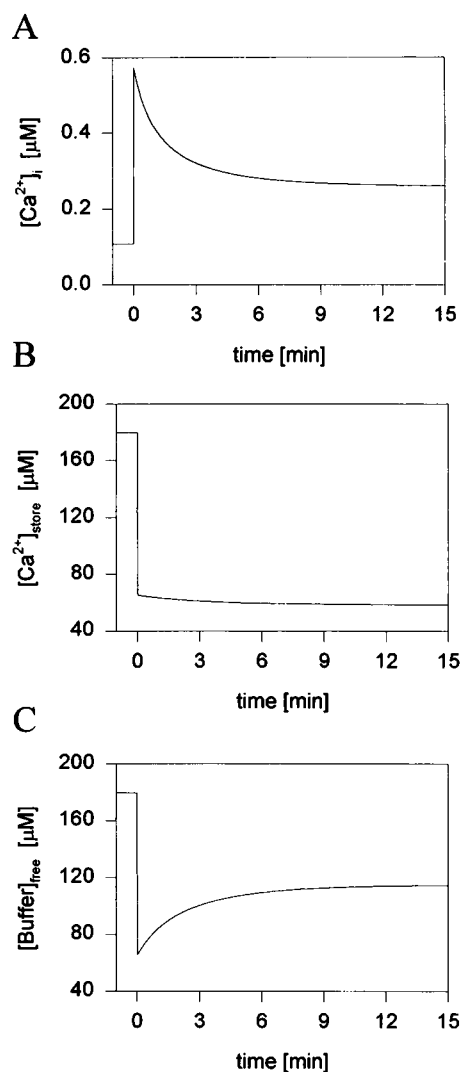 A
[Ca²⁺]ᵢ [µM]
0.6
0.4
0.2
0.0
0 3 6 9 12 15
time [min]
B
[Ca²⁺]store [µM]
200
160
120
80
40
0 3 6 9 12 15
time [min]
C
[Buffer]free [µM]
200
160
120
80
40
0 3 6 9 12 15
time [min]